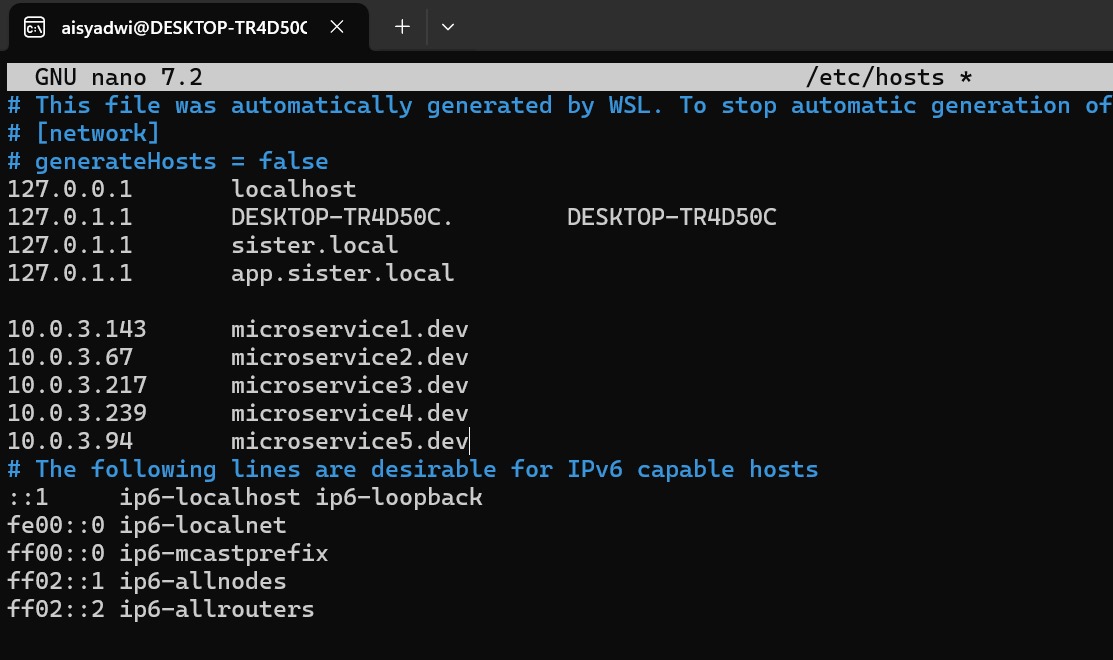 aisyadwi@DESKTOP-TR4D50C
GNU nano 7.2 /etc/hosts *
# This file was automatically generated by WSL. To stop automatic generation of
# [network]
# generateHosts = false
127.0.0.1 localhost
127.0.1.1 DESKTOP-TR4D50C. DESKTOP-TR4D50C
127.0.1.1 sister.local
127.0.1.1 app.sister.local
10.0.3.143 microservice1.dev
10.0.3.67 microservice2.dev
10.0.3.217 microservice3.dev
10.0.3.239 microservice4.dev
10.0.3.94 microservice5.dev
# The following lines are desirable for IPv6 capable hosts
::1 ip6-localhost ip6-loopback
fe00::0 ip6-localnet
ff00::0 ip6-mcastprefix
ff02::1 ip6-allnodes
ff02::2 ip6-allrouters